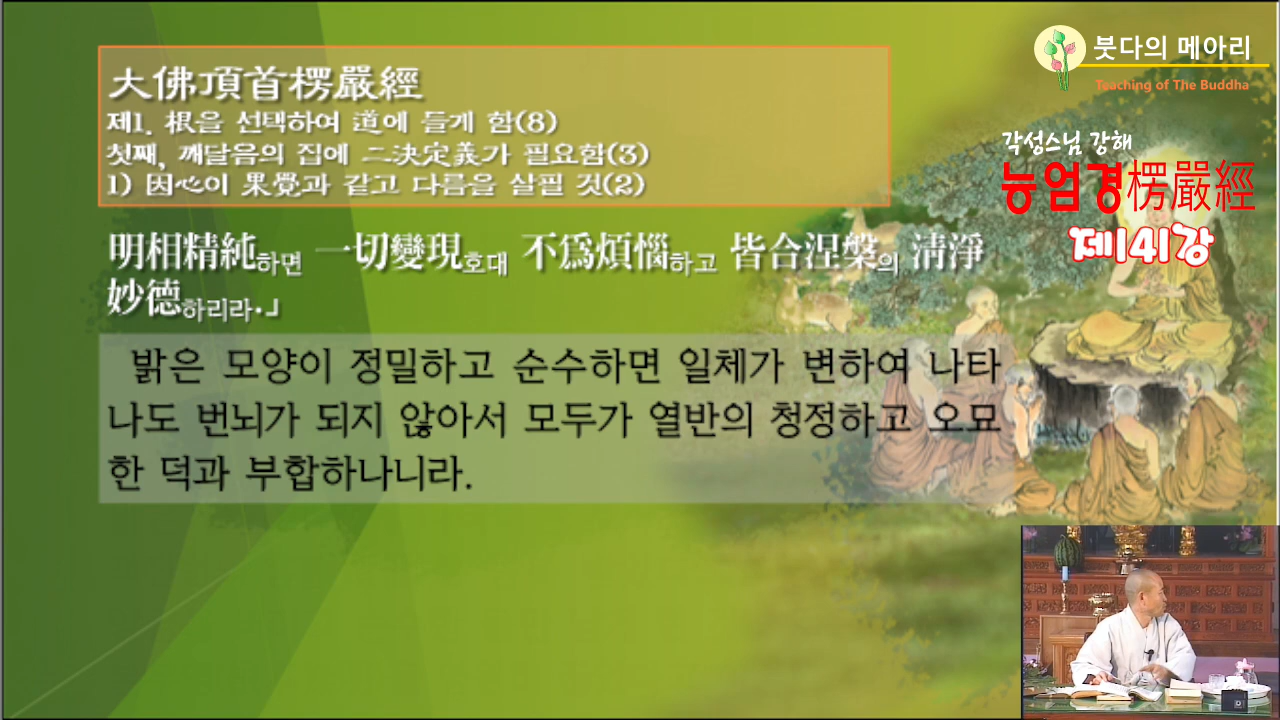 大佛頂首楞嚴經
제1. 根을 선택하여 道에 들게 함(8)
첫째, 깨달음의 집에 二決定義가 필요함(3)
1) 因心이 果覺과 같고 다름을 살필 것(2)
明相精純하면 一切變現호대 不爲煩惱하고 皆合涅槃의 淸淨
妙德하리라.」
밝은 모양이 정밀하고 순수하면 일체가 변하여 나타
나도 번뇌가 되지 않아서 모두가 열반의 청정하고 오묘
한 덕과 부합하나니라.
붓다의 메아리
Teaching of The Buddha
각성스님 강해
능엄경楞嚴經
제141강